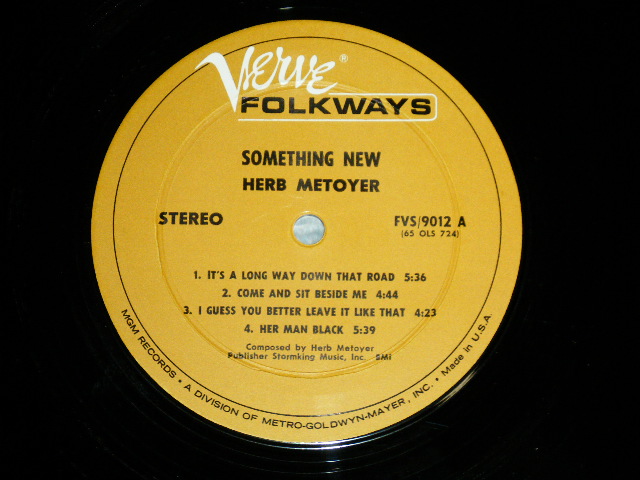 Verve®
FOLKWAYS
SOMETHING NEW
HERB METOYER
STEREO
FVS/9012 A
(65 OLS 724)
1. IT'S A LONG WAY DOWN THAT ROAD 5:36
2. COME AND SIT BESIDE ME 4:44
3. I GUESS YOU BETTER LEAVE IT LIKE THAT 4:23
4. HER MAN BLACK 5:39
Composed by Herb Metoyer
Publisher Stormking Music, Inc. BMI
MGM RECORDS • A DIVISION OF METRO-GOLDWYN-MAYER, INC. • Made in U.S.A.